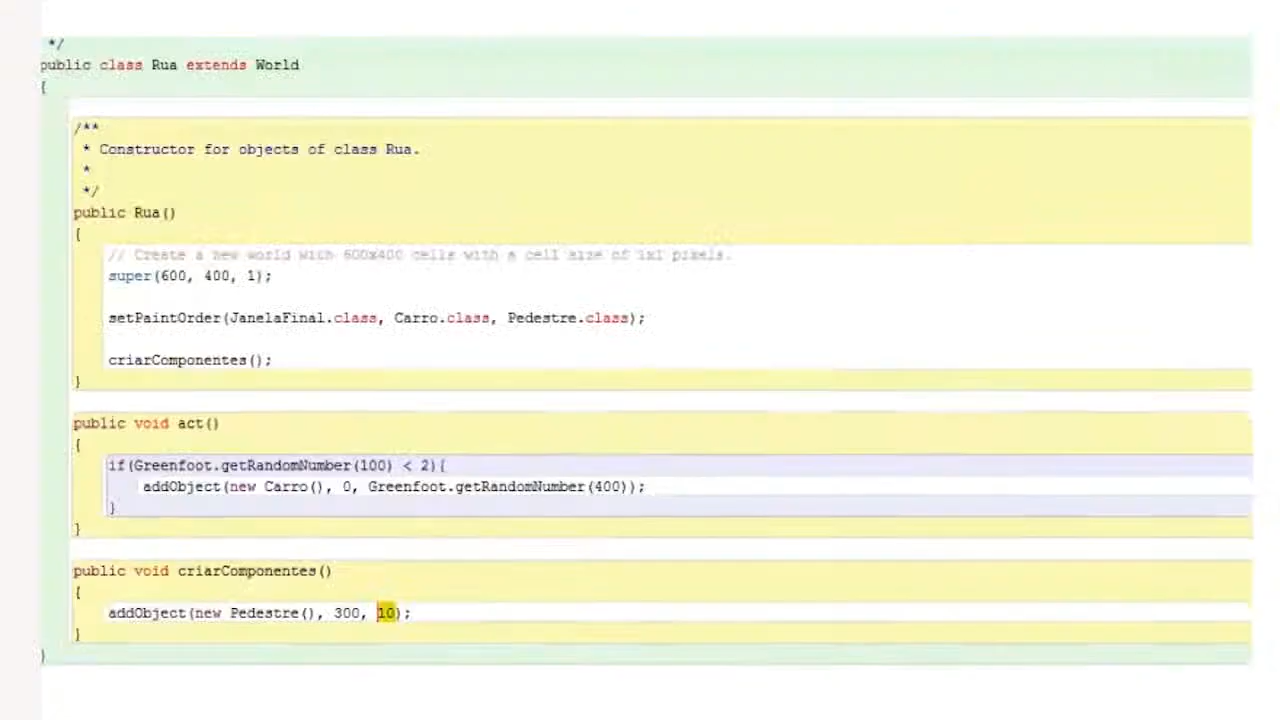 */
public class Rua extends World
{
/**
* Constructor for objects of class Rua.
*
*/
public Rua()
{
// Create a new world with 600x400 cells with a cell size of 1x1 pixels.
super(600, 400, 1);
setPaintOrder(JanelaFinal.class, Carro.class, Pedestre.class);
criarComponentes();
}
public void act()
{
if(Greenfoot.getRandomNumber(100) < 2){
addObject(new Carro(), 0, Greenfoot.getRandomNumber(400));
}
}
public void criarComponentes()
{
addObject(new Pedestre(), 300, 10);
}
}